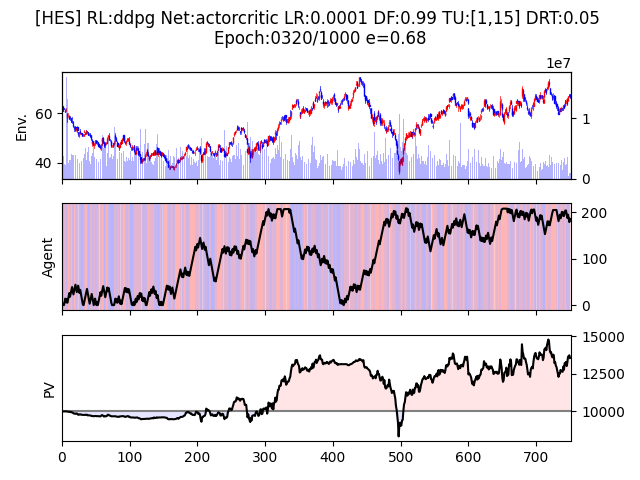 [HES] RL:ddpg Net:actorcritic LR:0.0001 DF:0.99 TU:[1,15] DRT:0.05
Epoch:0320/1000 e=0.68
1e7
Env.
60
40
1
0
Agent
200
100
0
PV
15000
12500
10000
0 100 200 300 400 500 600 700